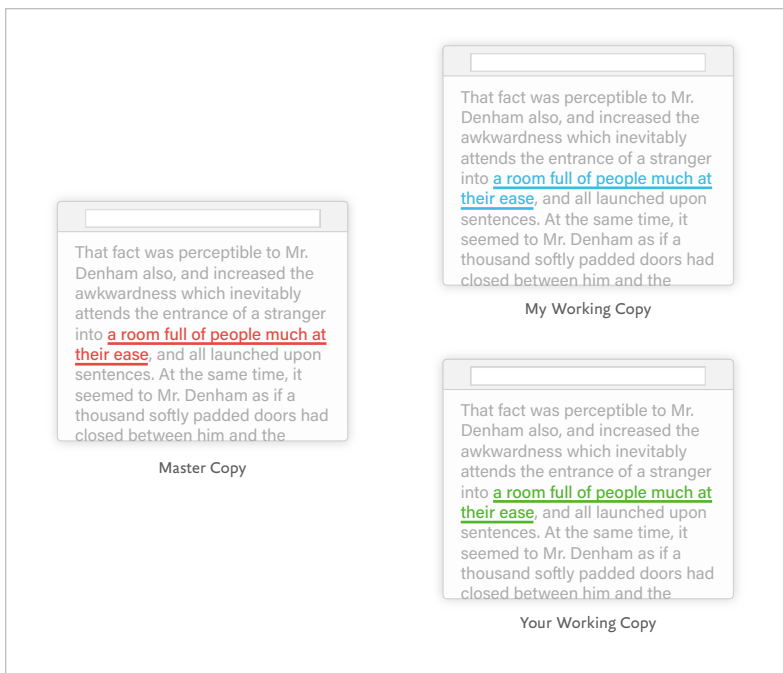 That fact was perceptible to Mr.
Denham also, and increased the
awkwardness which inevitably
attends the entrance of a stranger
into a room full of people much at
their ease, and all launched upon
sentences. At the same time, it
seemed to Mr. Denham as if a
thousand softly padded doors had
closed between him and the
Master Copy
That fact was perceptible to Mr.
Denham also, and increased the
awkwardness which inevitably
attends the entrance of a stranger
into a room full of people much at
their ease, and all launched upon
sentences. At the same time, it
seemed to Mr. Denham as if a
thousand softly padded doors had
closed between him and the
My Working Copy
That fact was perceptible to Mr.
Denham also, and increased the
awkwardness which inevitably
attends the entrance of a stranger
into a room full of people much at
their ease, and all launched upon
sentences. At the same time, it
seemed to Mr. Denham as if a
thousand softly padded doors had
closed between him and the
Your Working Copy